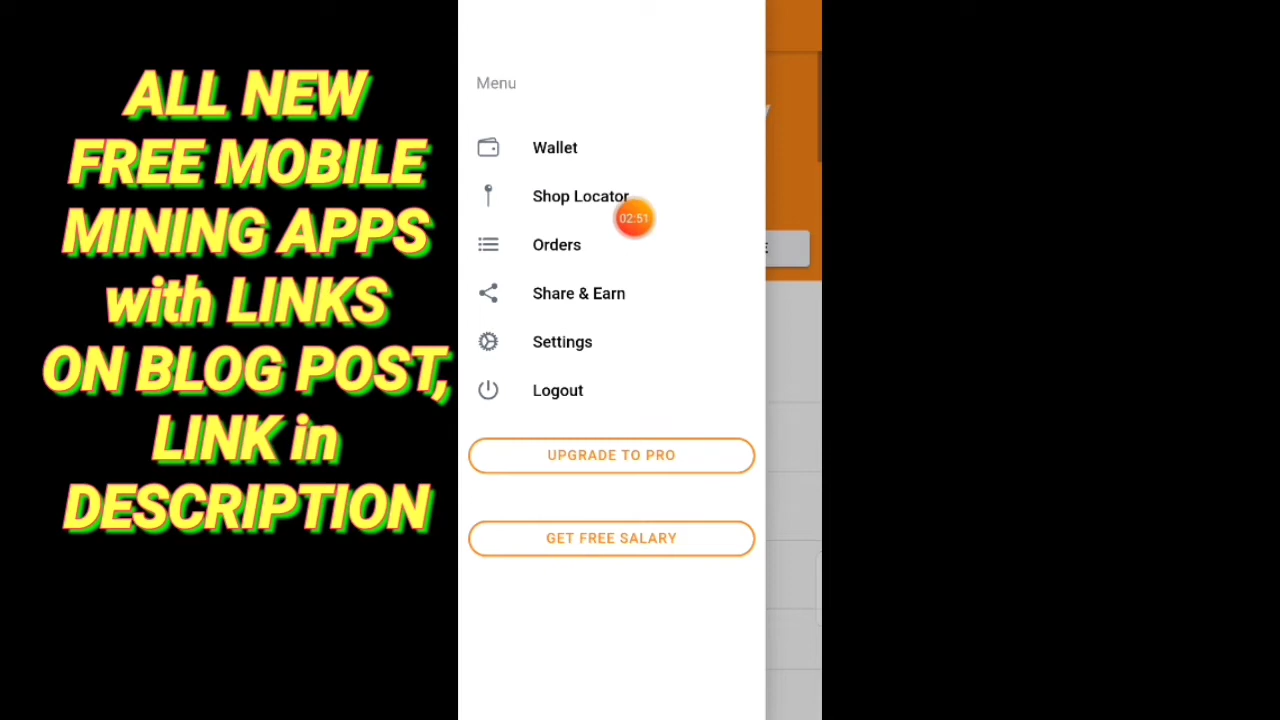 ALL NEW
FREE MOBILE
MINING APPS
with LINKS
ON BLOG POST,
LINK in
DESCRIPTION
Menu
Wallet
Shop Locator
02:51
Orders
Share & Earn
Settings
Logout
UPGRADE TO PRO
GET FREE SALARY